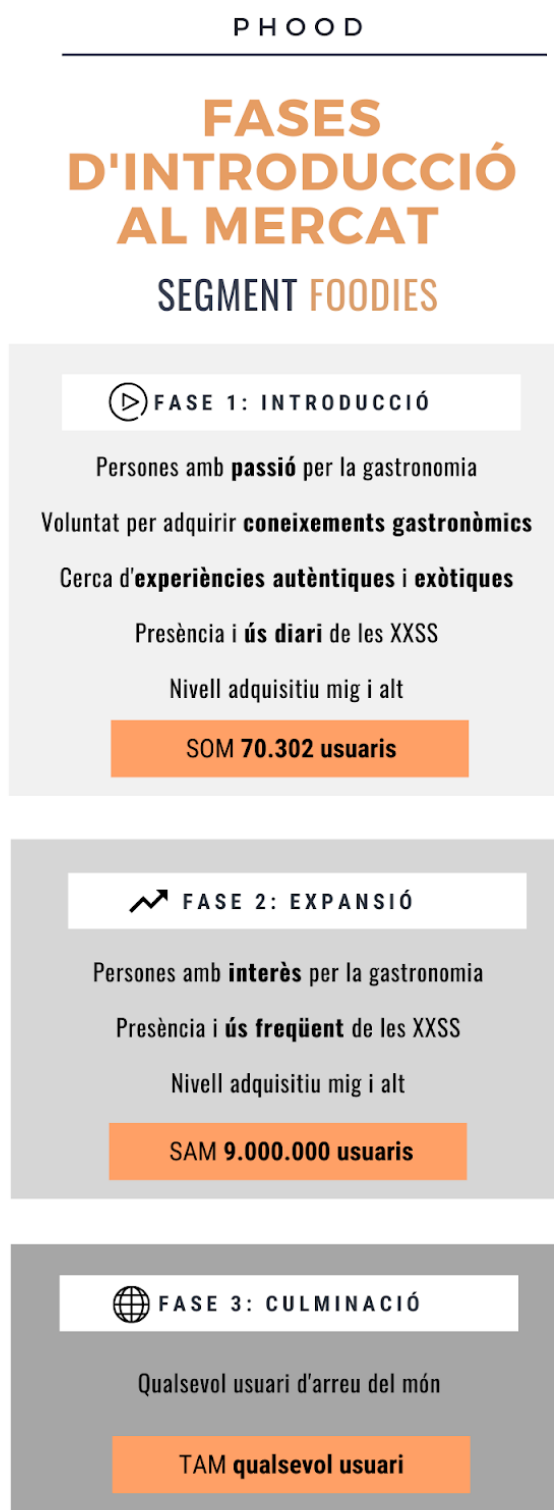 PHOOD
FASES
D'INTRODUCCIÓ
AL MERCAT
SEGMENT FOODIES
FASE 1: INTRODUCCIÓ
Persones amb passió per la gastronomia
Voluntat per adquirir coneixements gastronòmics
Cerca d'experiències autèntiques i exòtiques
Presència i ús diari de les XXSS
Nivell adquisitiu mig i alt
SOM 70.302 usuaris
FASE 2: EXPANSIÓ
Persones amb interès per la gastronomia
Presència i ús freqüent de les XXSS
Nivell adquisitiu mig i alt
SAM 9.000.000 usuaris
FASE 3: CULMINACIÓ
Qualsevol usuari d'arreu del món
TAM qualsevol usuari